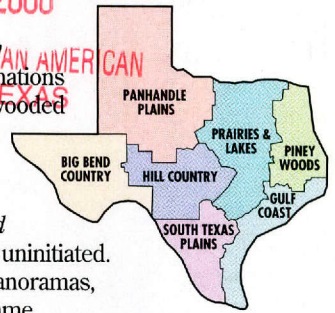 2000
AN AMERICAN
nations
TEXAS
wooded
PANHANDLE
PLAINS
PRAIRIES &
LAKES
PINEY
WOODS
BIG BEND
COUNTRY
HILL COUNTRY
GULF
COAST
SOUTH TEXAS
PLAINS
d
uninitiated.
anoramas,